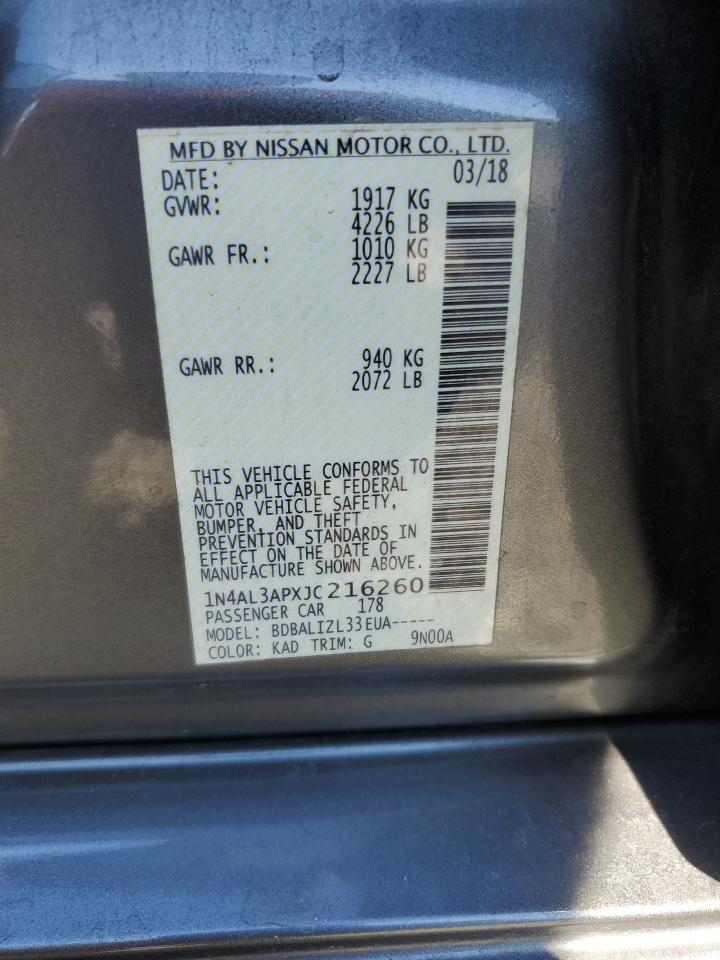 MFD BY NISSAN MOTOR CO., LTD.
DATE: 03/18
GVWR: 1917 KG
4226 LB
GAWR FR.: 1010 KG
2227 LB
GAWR RR.: 940 KG
2072 LB
THIS VEHICLE CONFORMS TO
ALL APPLICABLE FEDERAL
MOTOR VEHICLE SAFETY,
BUMPER, AND THEFT
PREVENTION STANDARDS IN
EFFECT ON THE DATE OF
MANUFACTURE SHOWN ABOVE.
1N4AL3APXJC216260
PASSENGER CAR 178
MODEL: BDBALIZL33EUA-----
COLOR: KAD TRIM: G 9N00A